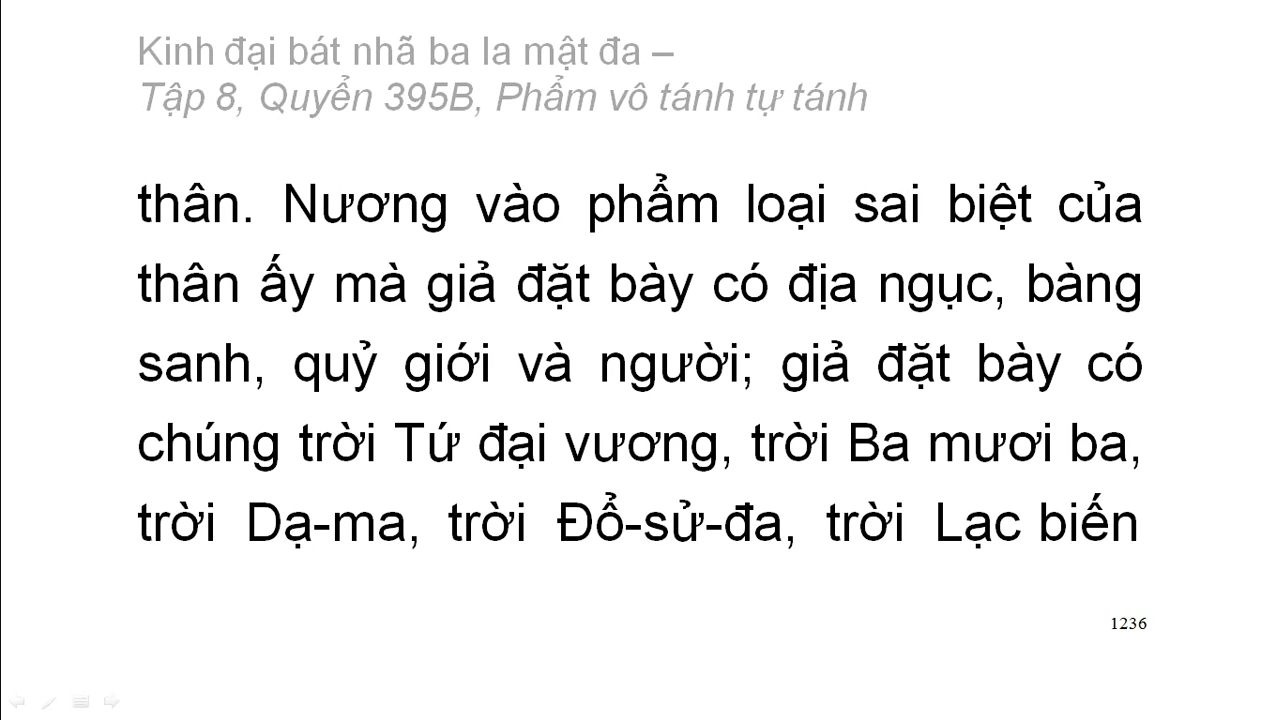 Kinh đại bát nhã ba la mật đa –
Tập 8, Quyển 395B, Phẩm vô tánh tự tánh
thân. Nương vào phẩm loại sai biệt của
thân ấy mà giả đặt bày có địa ngục, bàng
sanh, quỷ giới và người; giả đặt bày có
chúng trời Tứ đại vương, trời Ba mươi ba,
trời Dạ-ma, trời Đổ-sử-đa, trời Lạc biến
1236